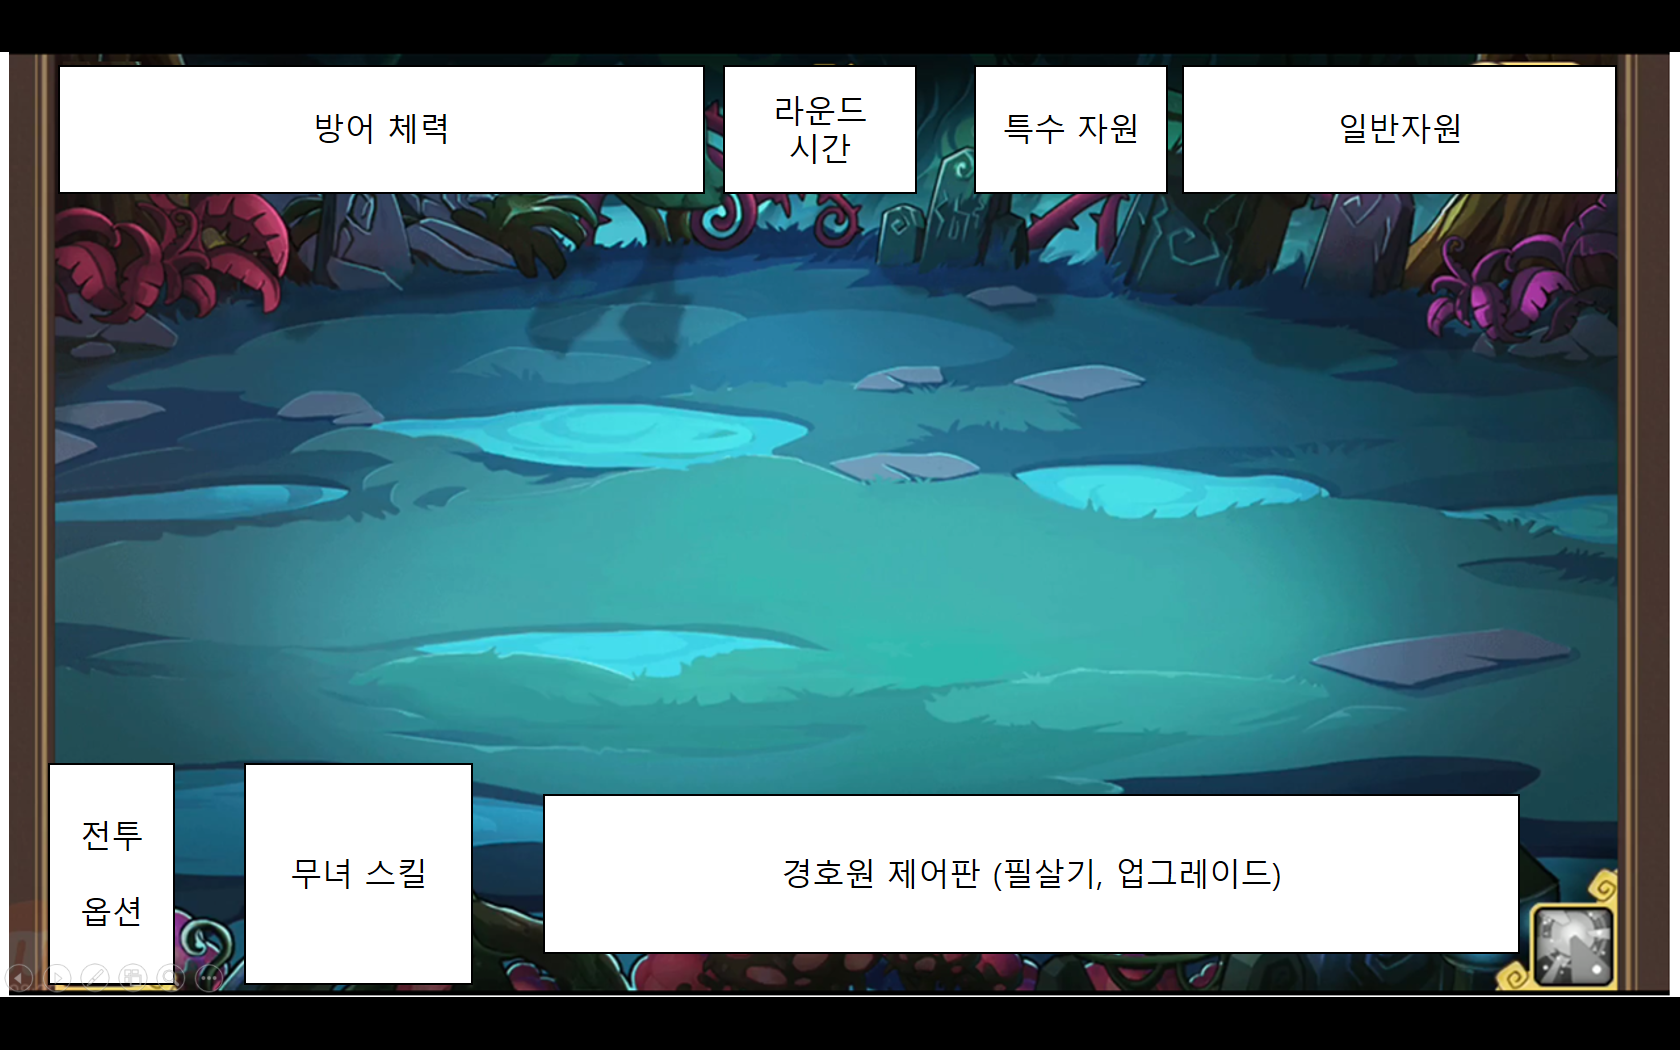 방어 체력
라운드
시간
특수 자원
일반자원
전투
옵션
무녀 스킬
경호원 제어판 (필살기, 업그레이드)